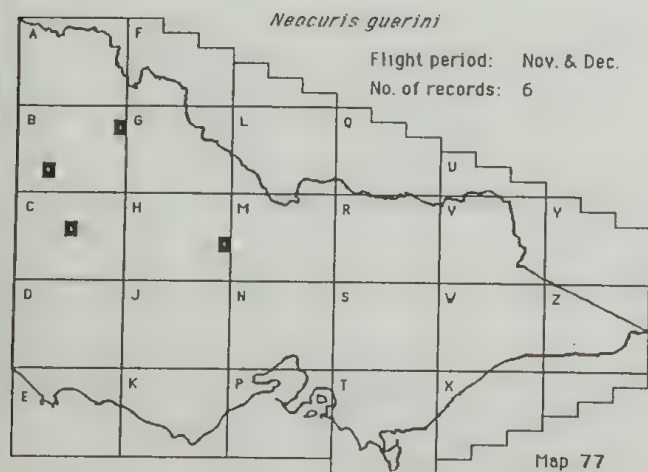 Neocuris guerini
Flight period: Nov. & Dec.
No. of records: 6
A F
B G L Q
U
C H M R V Y
D J N S W Z
E K P T X
Map 77